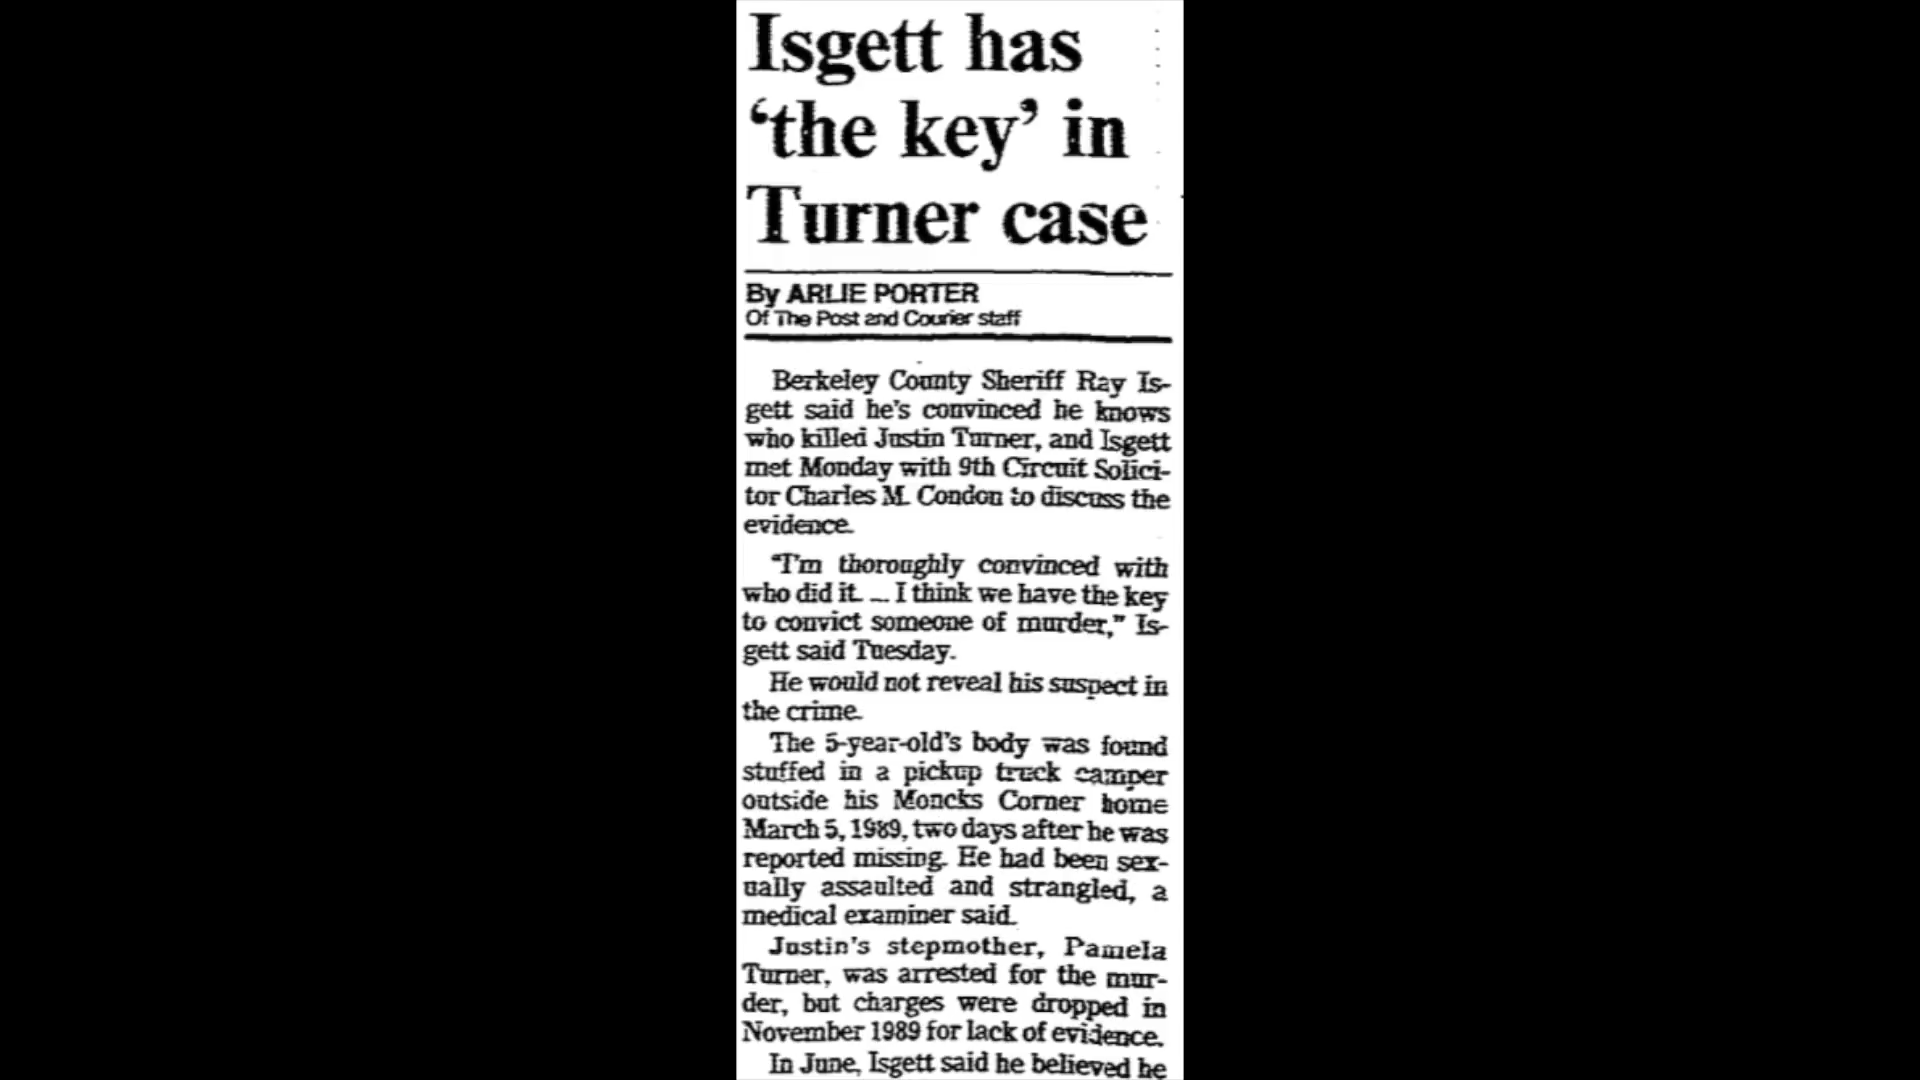 Isgett has
‘the key’ in
Turner case
By ARLIE PORTER
Of The Post and Courier staff
Berkeley County Sheriff Ray Is-
gett said he's convinced he knows
who killed Justin Turner, and Isgett
met Monday with 9th Circuit Solici-
tor Charles M. Condon to discuss the
evidence.
"I'm thoroughly convinced with
who did it. ... I think we have the key
to convict someone of murder," Is-
gett said Tuesday.
He would not reveal his suspect in
the crime.
The 5-year-old's body was found
stuffed in a pickup truck camper
outside his Moncks Corner home
March 5, 1989, two days after he was
reported missing. He had been sex-
ually assaulted and strangled, a
medical examiner said.
Justin's stepmother, Pamela
Turner, was arrested for the mur-
der, but charges were dropped in
November 1989 for lack of evidence.
In June, Isgett said he believed he